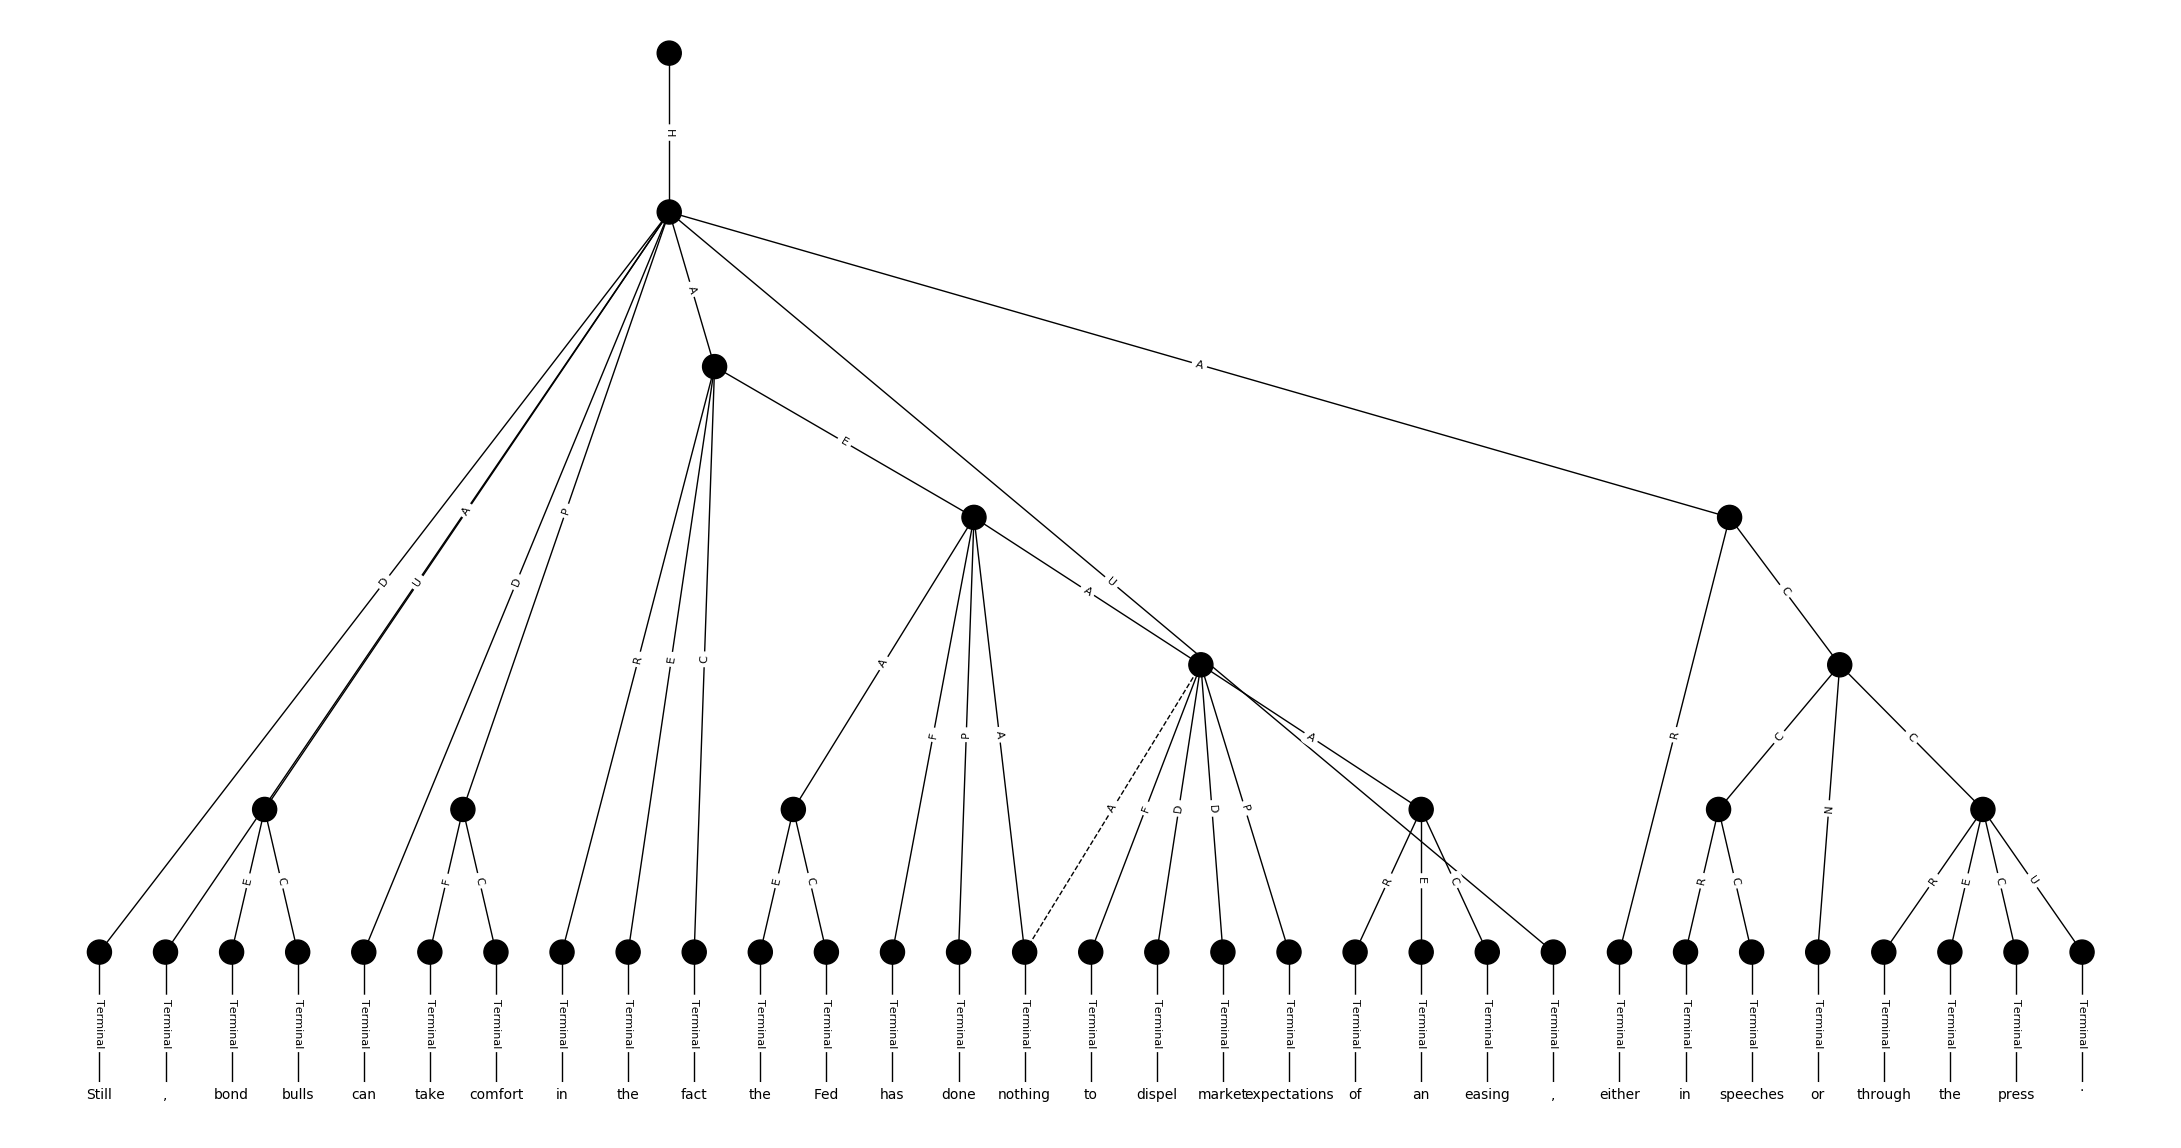 H
A
A
E
A
P
D
D
U
U
A
C
R
E
C
A
F
P
A
R
C
N
C
A
A
F
D
D
P
E
C
F
C
E
C
R
E
C
R
C
R
E
C
U
Terminal Terminal Terminal Terminal Terminal Terminal Terminal Terminal Terminal Terminal Terminal Terminal Terminal Terminal Terminal Terminal Terminal Terminal Terminal Terminal Terminal Terminal Terminal Terminal Terminal Terminal Terminal Terminal Terminal Terminal Terminal
Still , bond bulls can take comfort in the fact the Fed has done nothing to dispel market expectations of an easing , either in speeches or through the press .